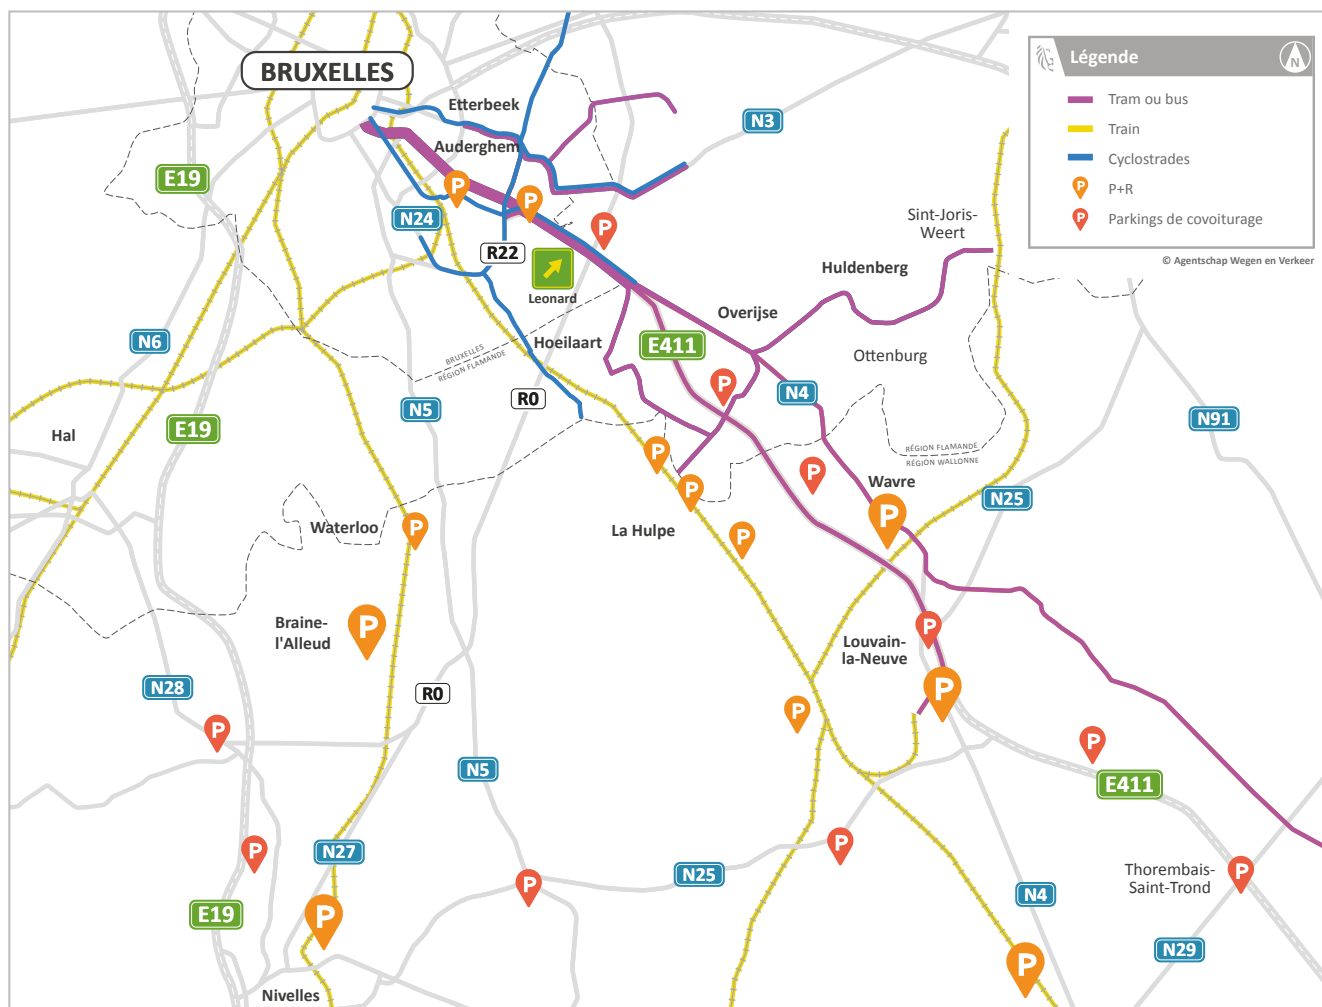 BRUXELLES
Légende
N
Tram ou bus
Train
Cyclostrades
P
P+R
P
Parkings de covoiturage
© Agentschap Wegen en Verkeer
Etterbeek
N3
Auderghem
E19
P
P
N24
P
Sint-Joris-
Weert
R22
Huldenberg
Leonard
Overijse
N6
Hoeilaart
E411
Ottenburg
BRUXELLES
RÉGION FLAMANDE
P
N4
R0
N5
N91
E19
Hal
RÉGION FLAMANDE
RÉGION WALLONNE
P
P
Wavre
P
N25
P
Waterloo
P
La Hulpe
P
Braine-
l'Alleud
P
P
Louvain-
la-Neuve
N28
R0
P
P
P
P
N5
E411
P
N27
P
N25
P
P
Thorembais-
Saint-Trond
N4
E19
P
N29
P
Nivelles